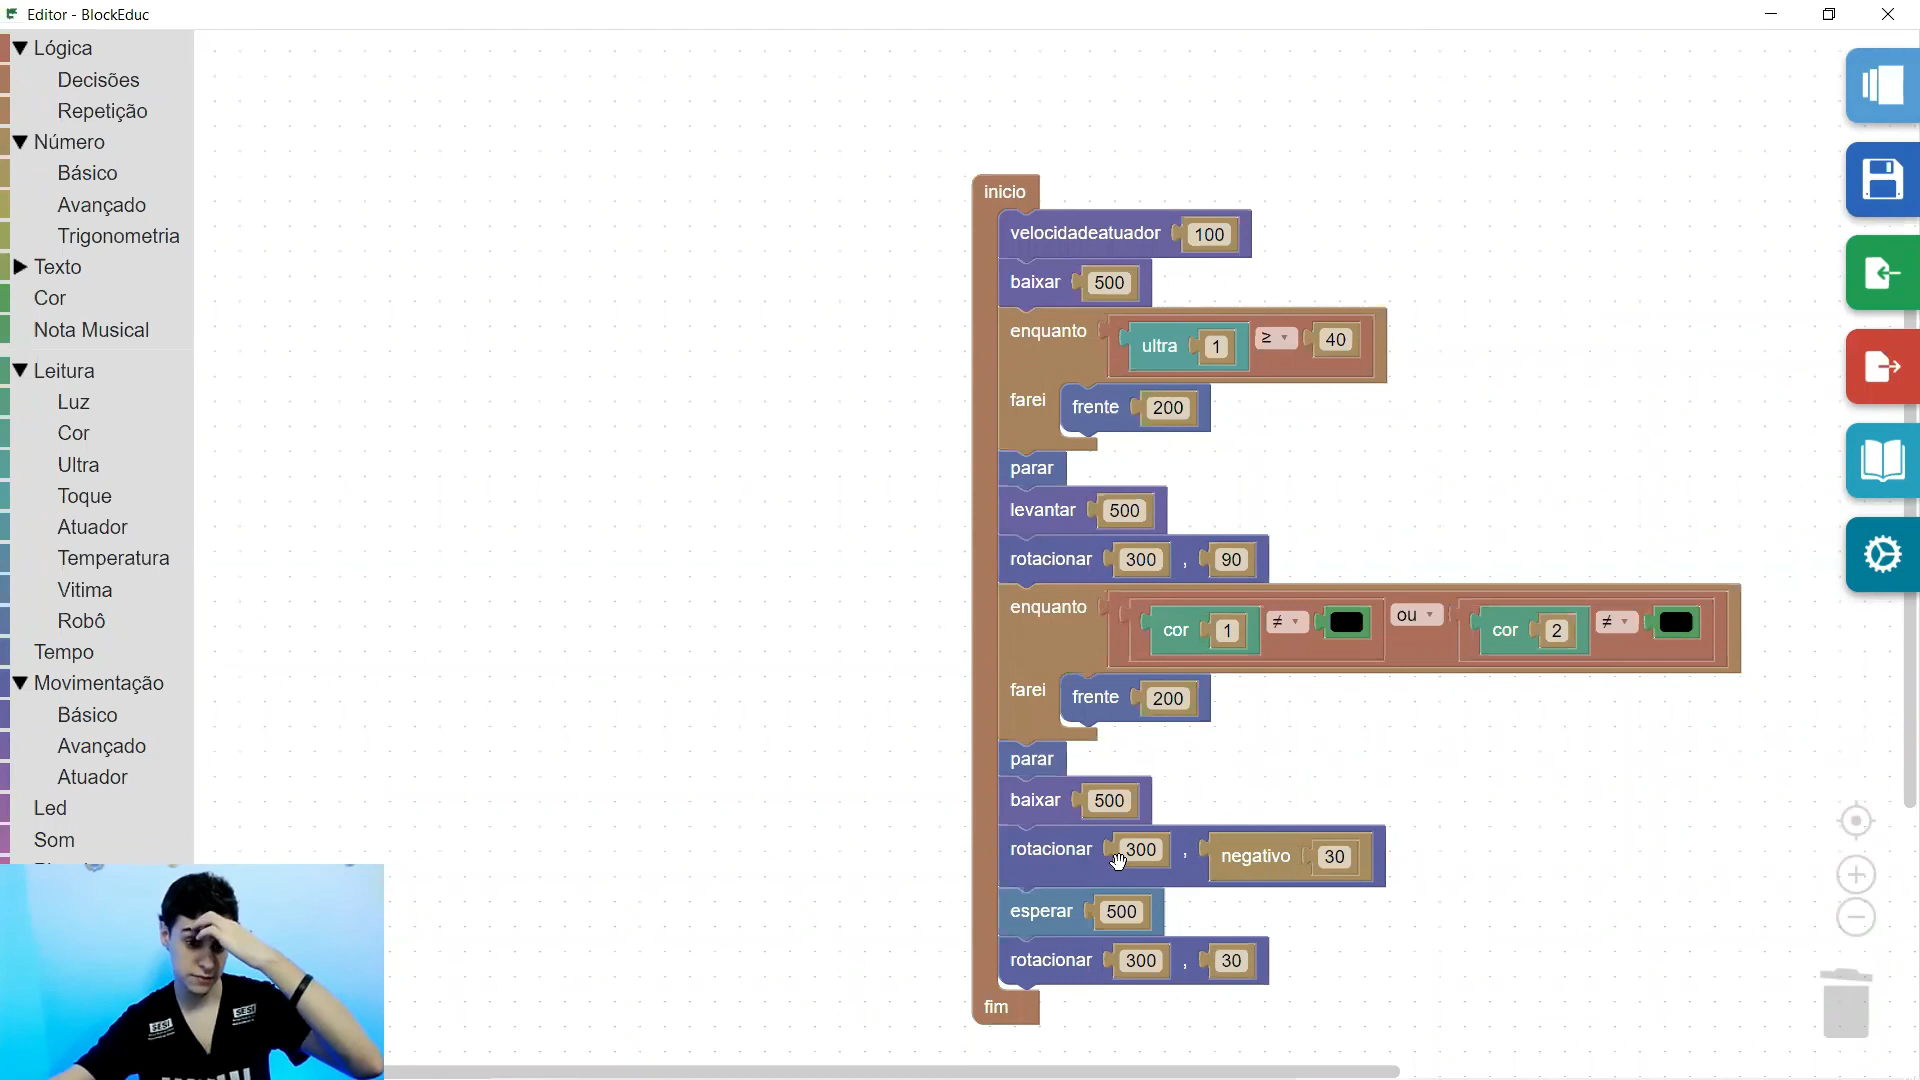 Editor - BlockEduc
Lógica
Decisões
Repetição
Número
Básico
Avançado
Trigonometria
Texto
Cor
Nota Musical
Leitura
Luz
Cor
Ultra
Toque
Atuador
Temperatura
Vitima
Robô
Tempo
Movimentação
Básico
Avançado
Atuador
Led
Som
inicio
velocidadeatuador 100
baixar 500
enquanto ultra 1 ≥ 40
farei frente 200
parar
levantar 500
rotacionar 300 , 90
enquanto cor 1 ≠ ou cor 2 ≠
farei frente 200
parar
baixar 500
rotacionar 300 , negativo 30
esperar 500
rotacionar 300 , 30
fim
SESI
SESI